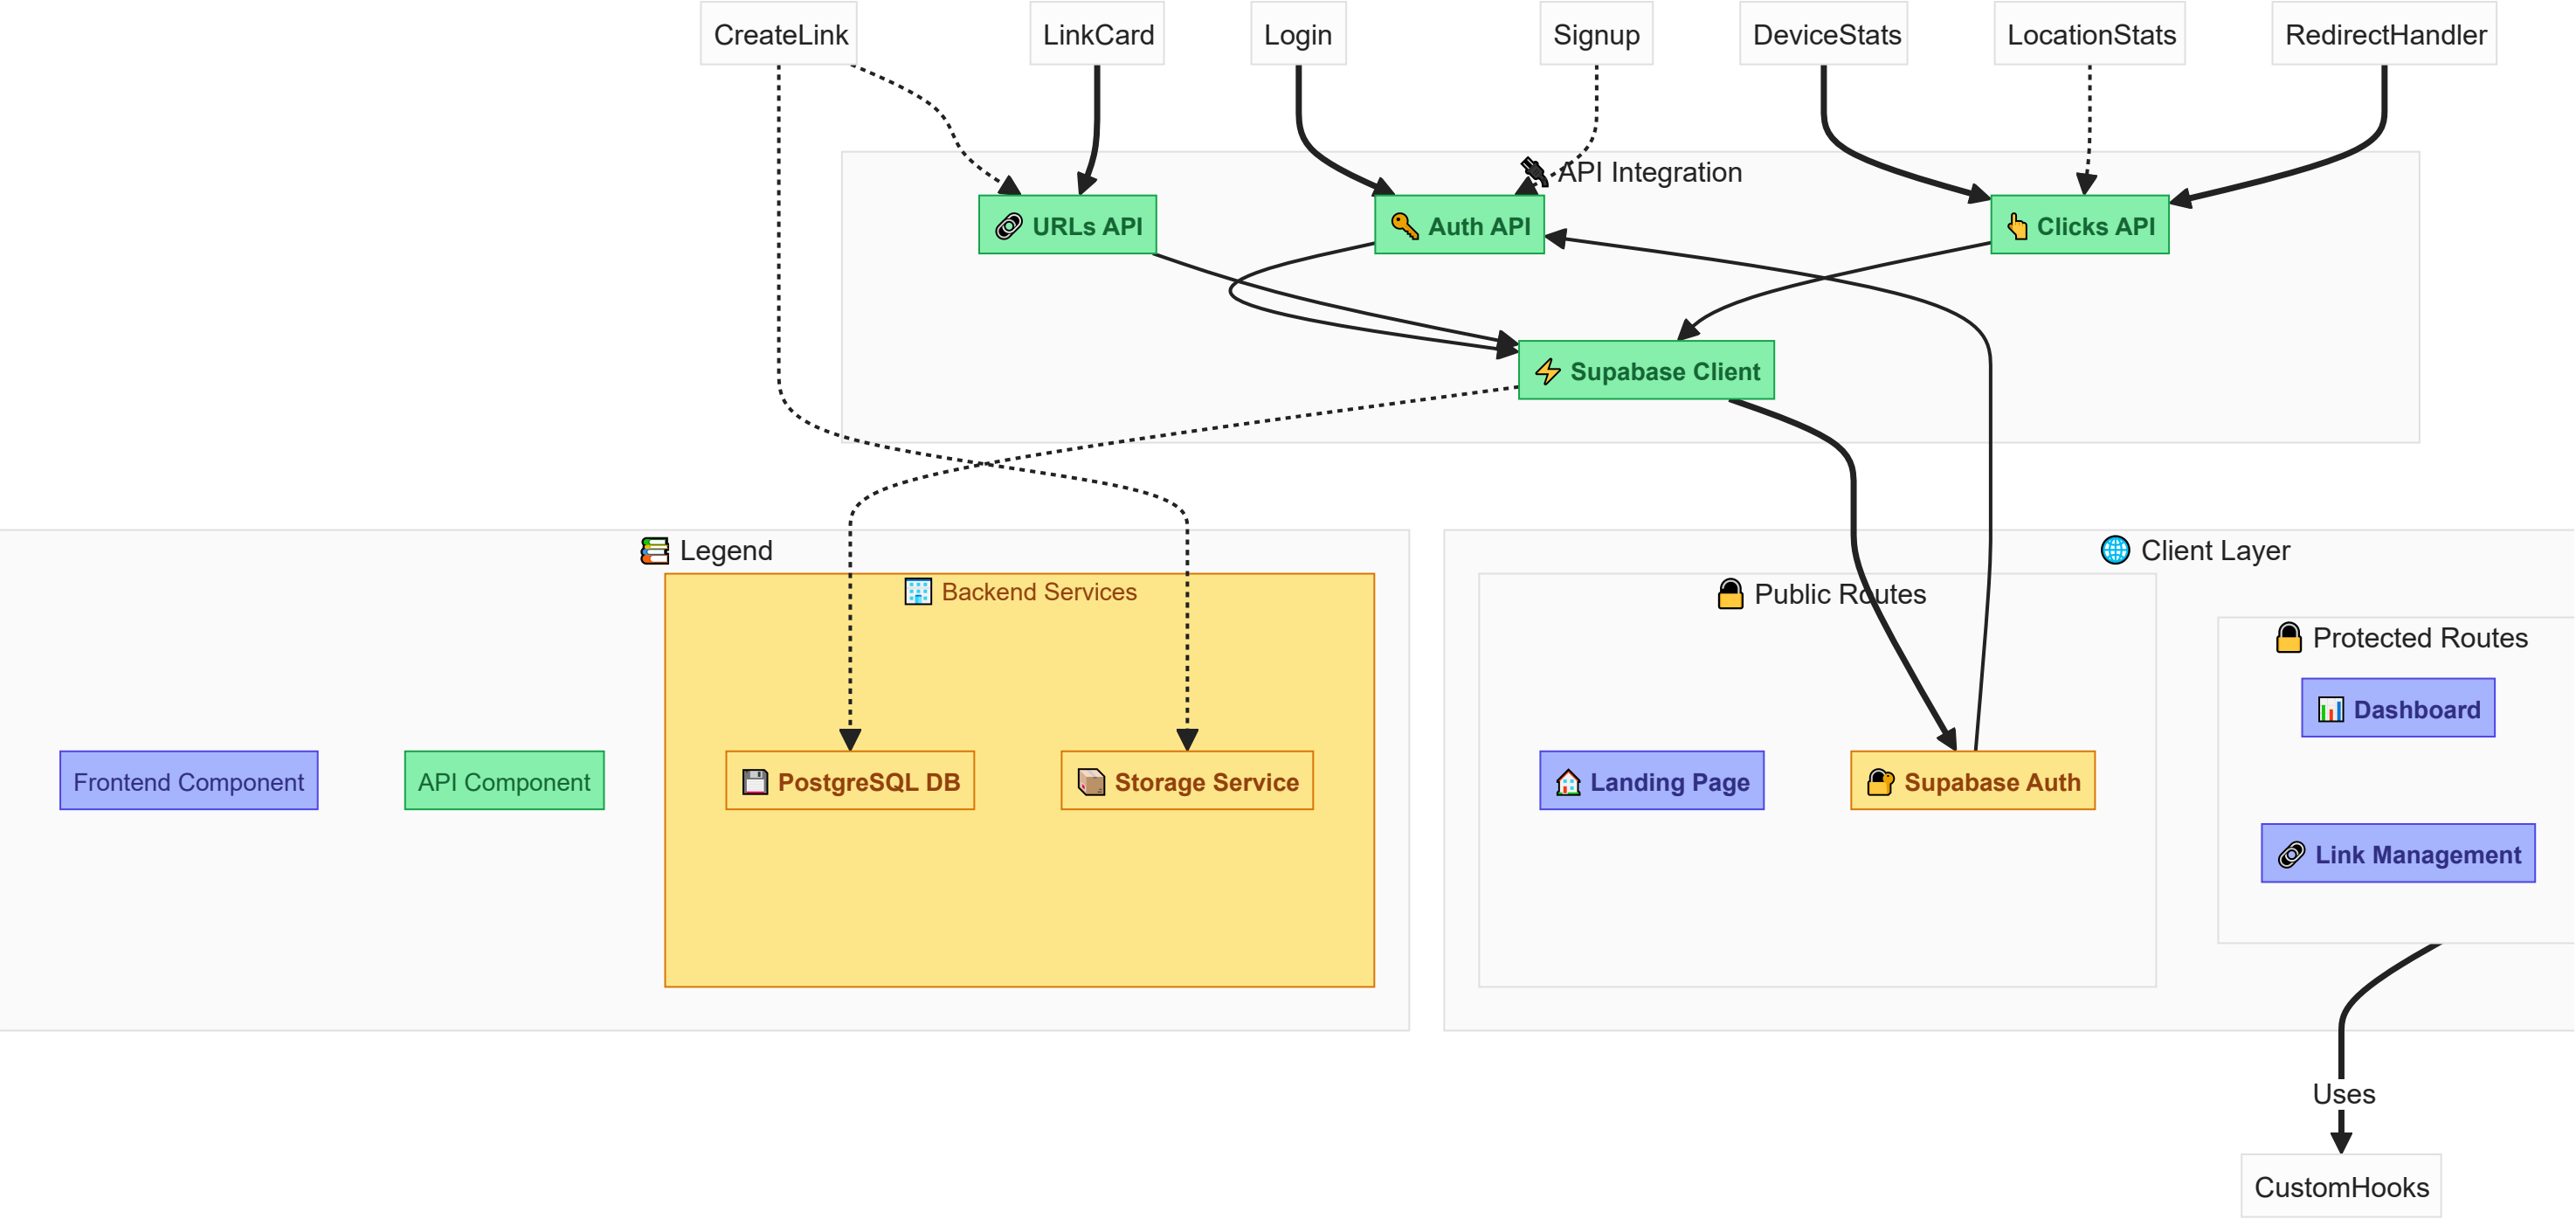 CreateLink
LinkCard
Login
Signup
DeviceStats
LocationStats
RedirectHandler
API Integration
URLs API
Auth API
Clicks API
Supabase Client
Legend
Client Layer
Backend Services
Public Routes
Protected Routes
Dashboard
Frontend Component
API Component
PostgreSQL DB
Storage Service
Landing Page
Supabase Auth
Link Management
Uses
CustomHooks